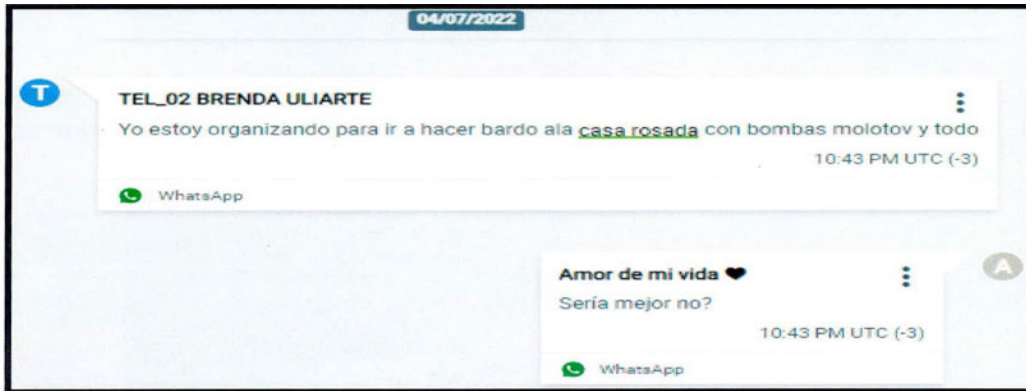 04/07/2022
T
TEL_02 BRENDA ULIARTE
Yo estoy organizando para ir a hacer bardo ala casa rosada con bombas molotov y todo
10:43 PM UTC (-3)
WhatsApp
A
Amor de mi vida ♥
Sería mejor no?
10:43 PM UTC (-3)
WhatsApp